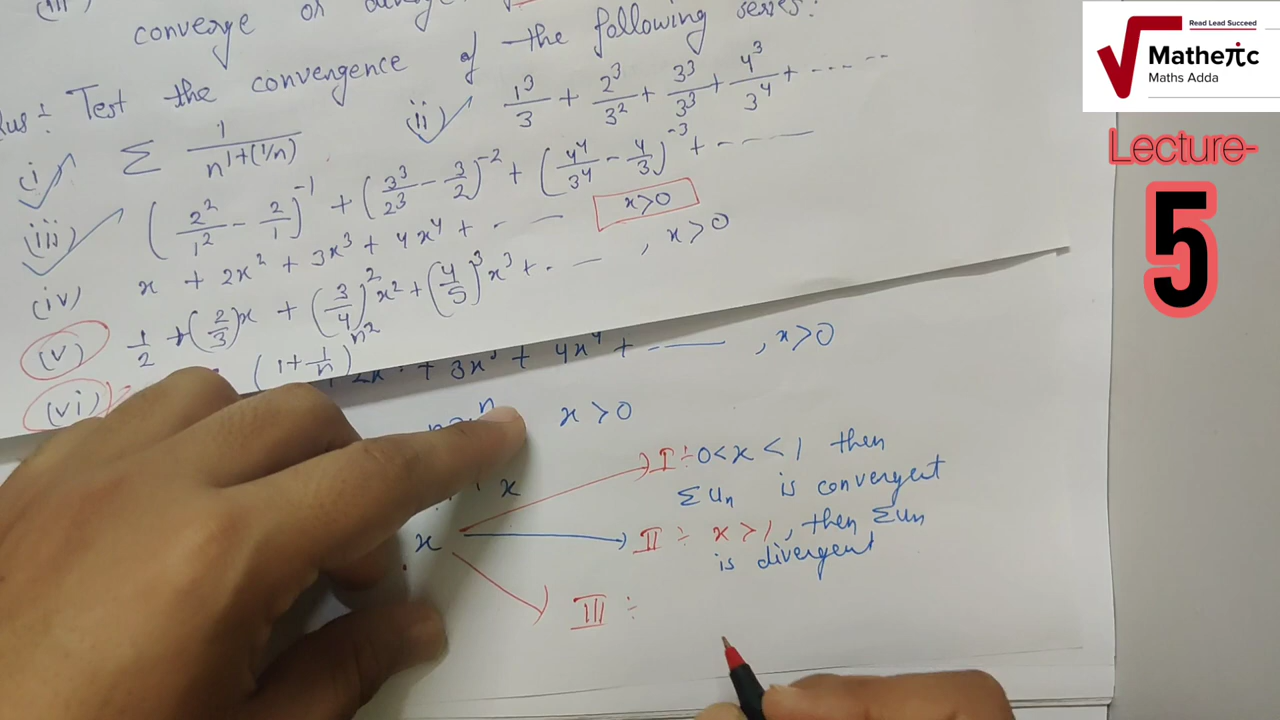 converge or diverge
Ques÷ Test the convergence of the following series:
(i) Σ 1/n^(1+(1/n)) (ii) 1³/3 + 2³/3² + 3³/3³ + 4³/3⁴ + ......
(iii) (2²/1² - 2/1)⁻¹ + (3³/2³ - 3/2)⁻² + (4⁴/3⁴ - 4/3)⁻³ + ------
(iv) x + 2x² + 3x³ + 4x⁴ + ------ x>0
(v) 1/2 + (2/3)x + (3/4)²x² + (4/5)³x³ + ------ , x>0
(vi) (1+1/n)^n²
+ 3x³ + 4x⁴ + ------ , x>0
x > 0
x
x
I ÷ 0 < x < 1 then
Σuₙ is convergent
II ÷ x > 1, then Σuₙ
is divergent
III ÷
Read Lead Succeed
Matheπc
Maths Adda
Lecture-
5